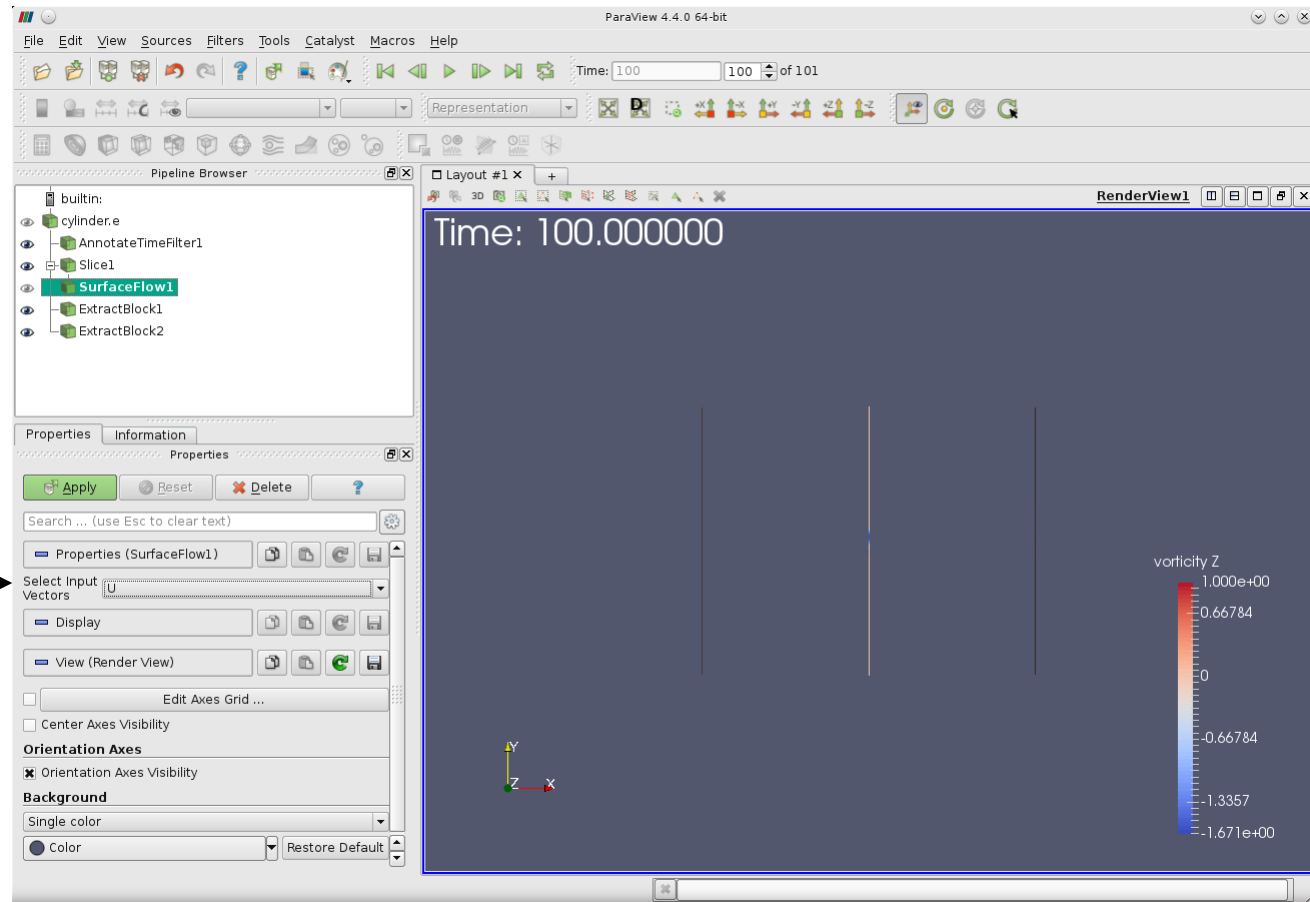 ParaView 4.4.0 64-bit
File Edit View Sources Filters Tools Catalyst Macros Help
Time: 100 100 of 101
Representation
Pipeline Browser
builtin:
cylinder.e
AnnotateTimeFilter1
Slice1
SurfaceFlow1
ExtractBlock1
ExtractBlock2
Properties Information
Properties
Apply Reset Delete ?
Search ... (use Esc to clear text)
Properties (SurfaceFlow1)
Select Input
Vectors
U
Display
View (Render View)
Edit Axes Grid ...
Center Axes Visibility
Orientation Axes
Orientation Axes Visibility
Background
Single color
Color Restore Default
Layout #1 +
3D
RenderView1
Time: 100.000000
vorticity Z
1.000e+00
0.66784
0
-0.66784
-1.3357
-1.671e+00
Y
Z X